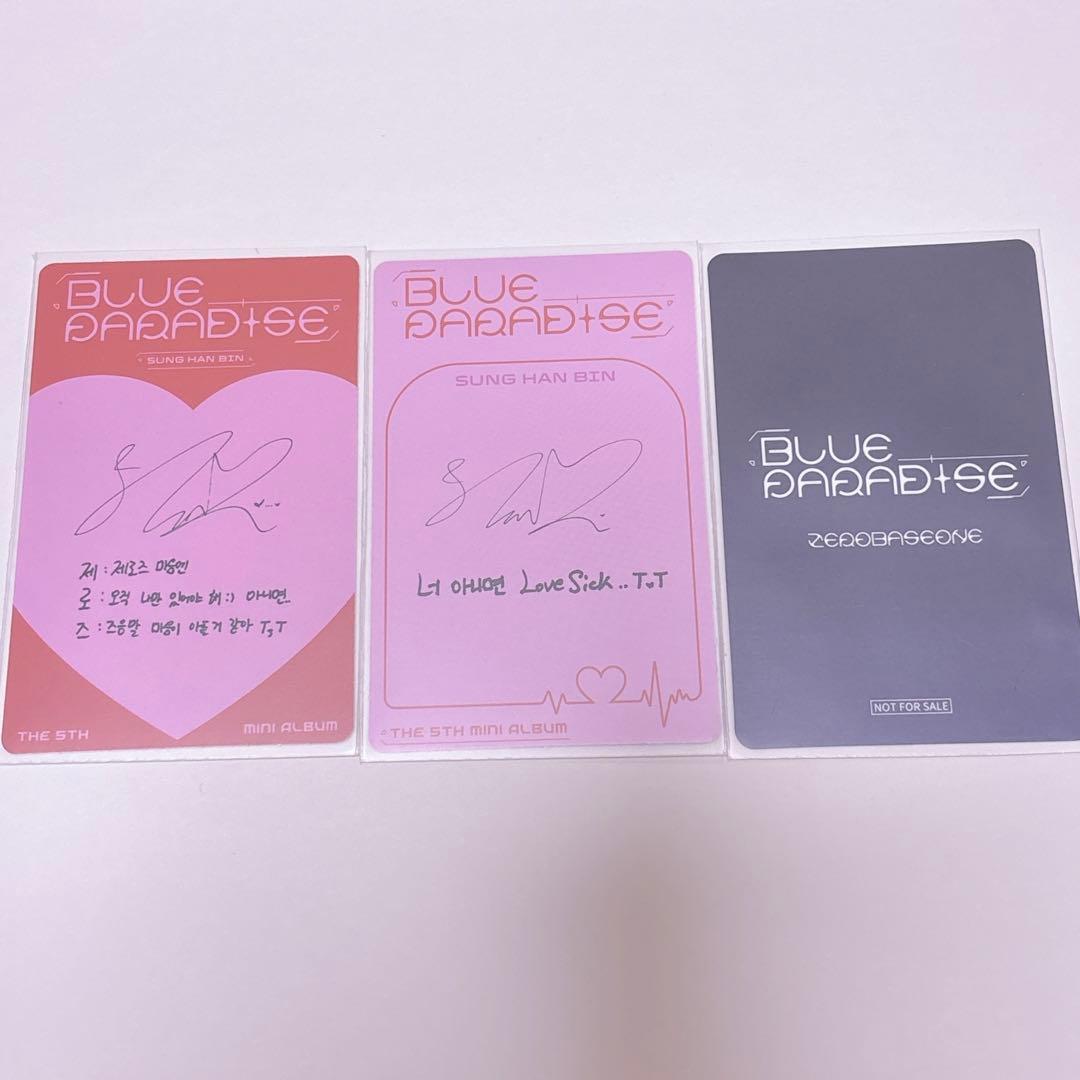 BLUE
PARADISE
SUNG HAN BIN
제 : 제로즈 마음엔
로 : 오직 나만 있어야 해 :) 아니면..
즈 : 즈응말 마음이 아플거 같아 T3T
THE 5TH
MINI ALBUM
BLUE
PARADISE
SUNG HAN BIN
너 아니면 Love Sick.. T♥T
THE 5TH MINI ALBUM
BLUE
PARADISE
ZEROBASEONE
NOT FOR SALE